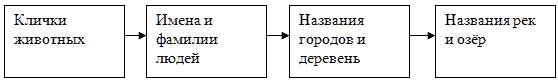 Клички
животных
Имена и
фамилии
людей
Названия
городов и
деревень
Названия рек
и озёр